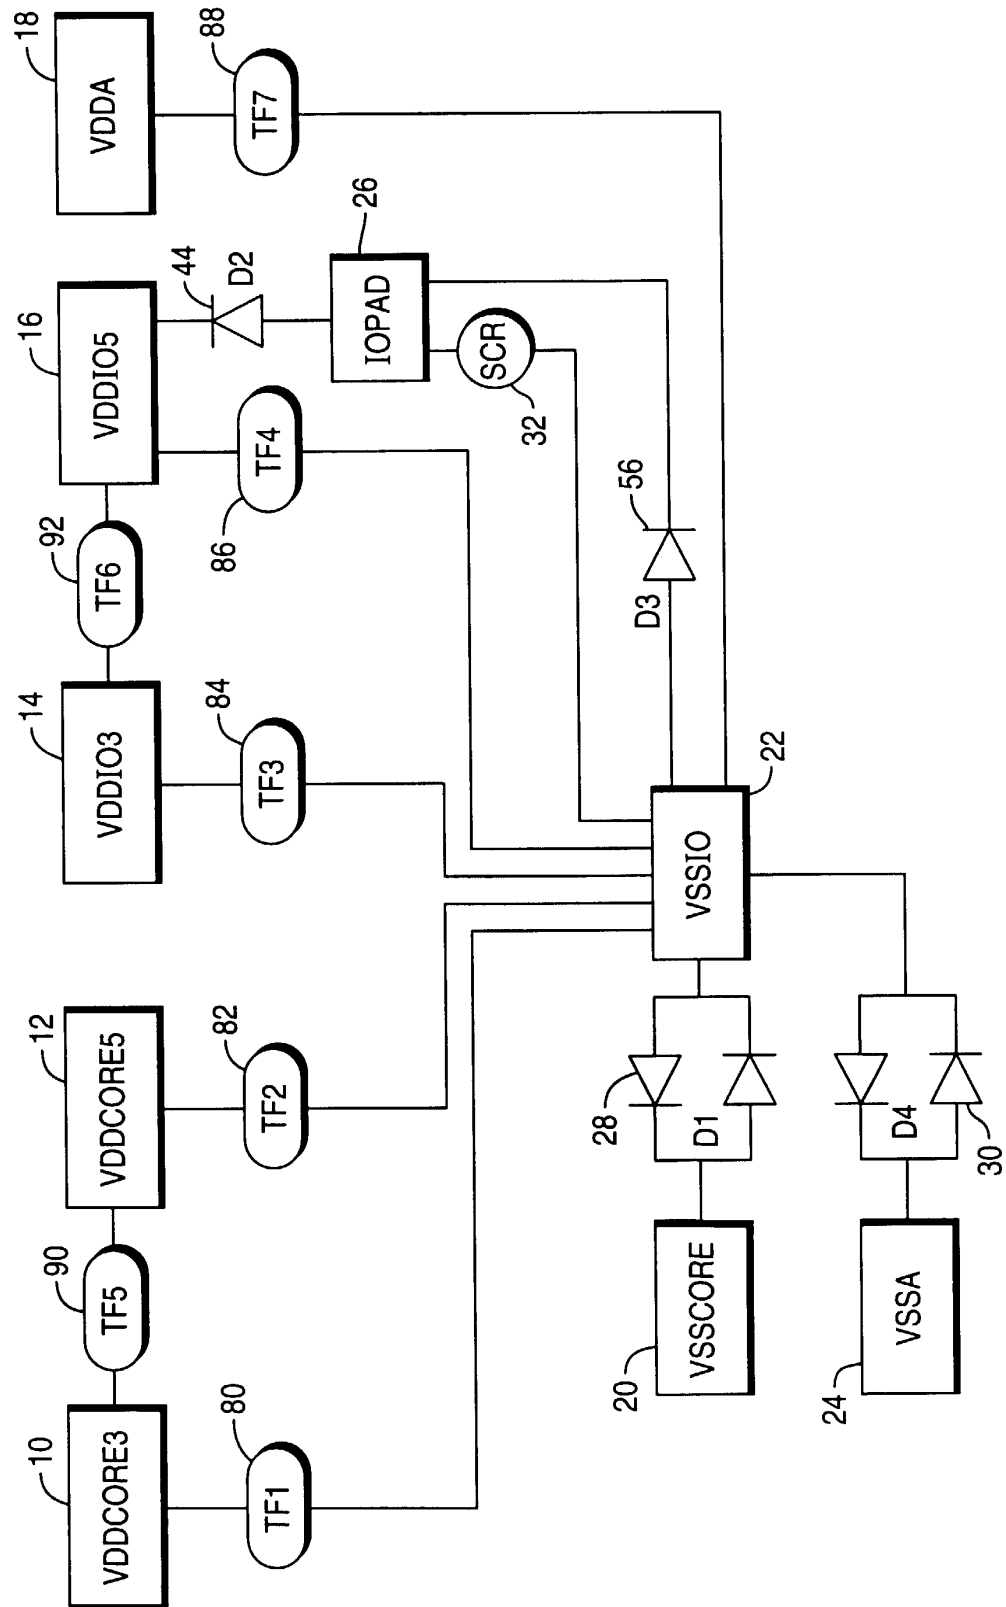 10
VDDCORE3
90
TF5
12
VDDCORE5
14
VDDIO3
92
TF6
16
VDDIO5
18
VDDA
80
TF1
82
TF2
84
TF3
86
TF4
44
D2
88
TF7
26
IOPAD
SCR
32
56
D3
20
VSSCORE
28
D1
VSSIO
22
24
VSSA
D4
30